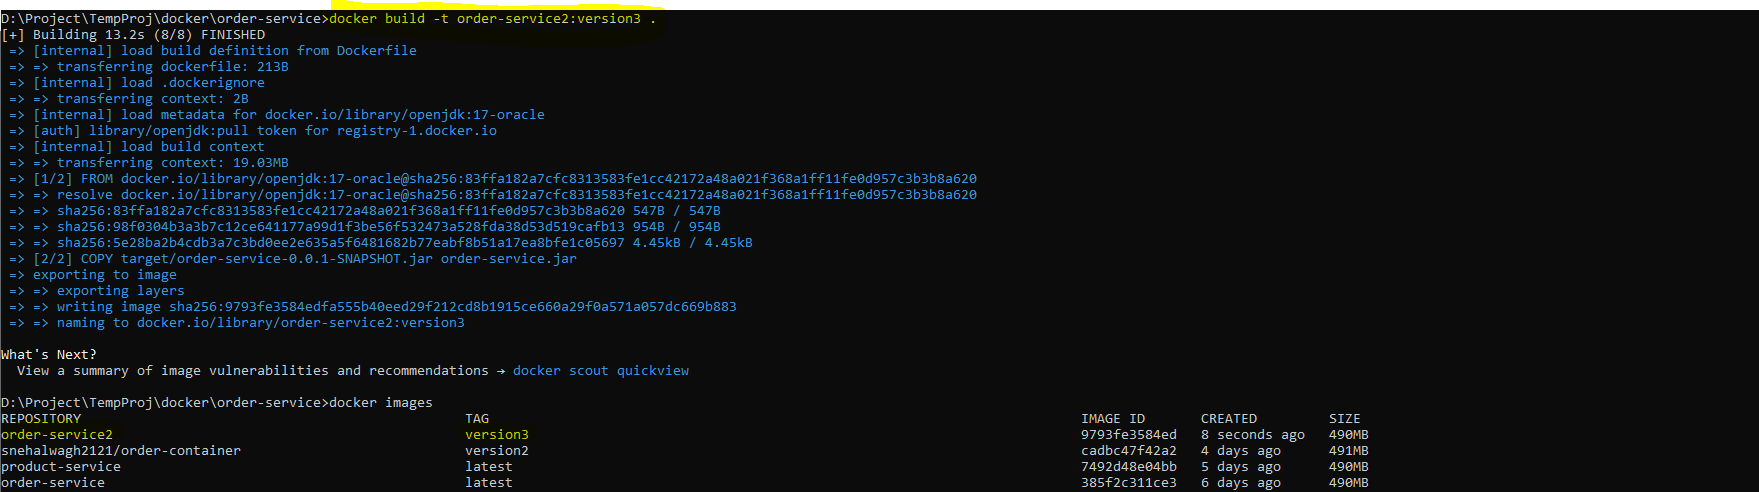 D:\Project\TempProj\docker\order-service>docker build -t order-service2:version3 .
[+] Building 13.2s (8/8) FINISHED
=> [internal] load build definition from Dockerfile
=> => transferring dockerfile: 213B
=> [internal] load .dockerignore
=> => transferring context: 2B
=> [internal] load metadata for docker.io/library/openjdk:17-oracle
=> [auth] library/openjdk:pull token for registry-1.docker.io
=> [internal] load build context
=> => transferring context: 19.03MB
=> [1/2] FROM docker.io/library/openjdk:17-oracle@sha256:83ffa182a7cfc8313583fe1cc42172a48a021f368a1ff11fe0d957c3b3b8a620
=> => resolve docker.io/library/openjdk:17-oracle@sha256:83ffa182a7cfc8313583fe1cc42172a48a021f368a1ff11fe0d957c3b3b8a620
=> => sha256:83ffa182a7cfc8313583fe1cc42172a48a021f368a1ff11fe0d957c3b3b8a620 547B / 547B
=> => sha256:98f0304b3a3b7c12ce641177a99d1f3be56f532473a528fda38d53d519cafb13 954B / 954B
=> => sha256:5e28ba2b4cdb3a7c3bd0ee2e635a5f6481682b77eabf8b51a17ea8bfe1c05697 4.45kB / 4.45kB
=> [2/2] COPY target/order-service-0.0.1-SNAPSHOT.jar order-service.jar
=> exporting to image
=> => exporting layers
=> => writing image sha256:9793fe3584edfa555b40eed29f212cd8b1915ce660a29f0a571a057dc669b883
=> => naming to docker.io/library/order-service2:version3
What's Next?
View a summary of image vulnerabilities and recommendations → docker scout quickview
D:\Project\TempProj\docker\order-service>docker images
REPOSITORY TAG IMAGE ID CREATED SIZE
order-service2 version3 9793fe3584ed 8 seconds ago 490MB
snehalwagh2121/order-container version2 cadbc47f42a2 4 days ago 491MB
product-service latest 7492d48e04bb 5 days ago 490MB
order-service latest 385f2c311ce3 6 days ago 490MB